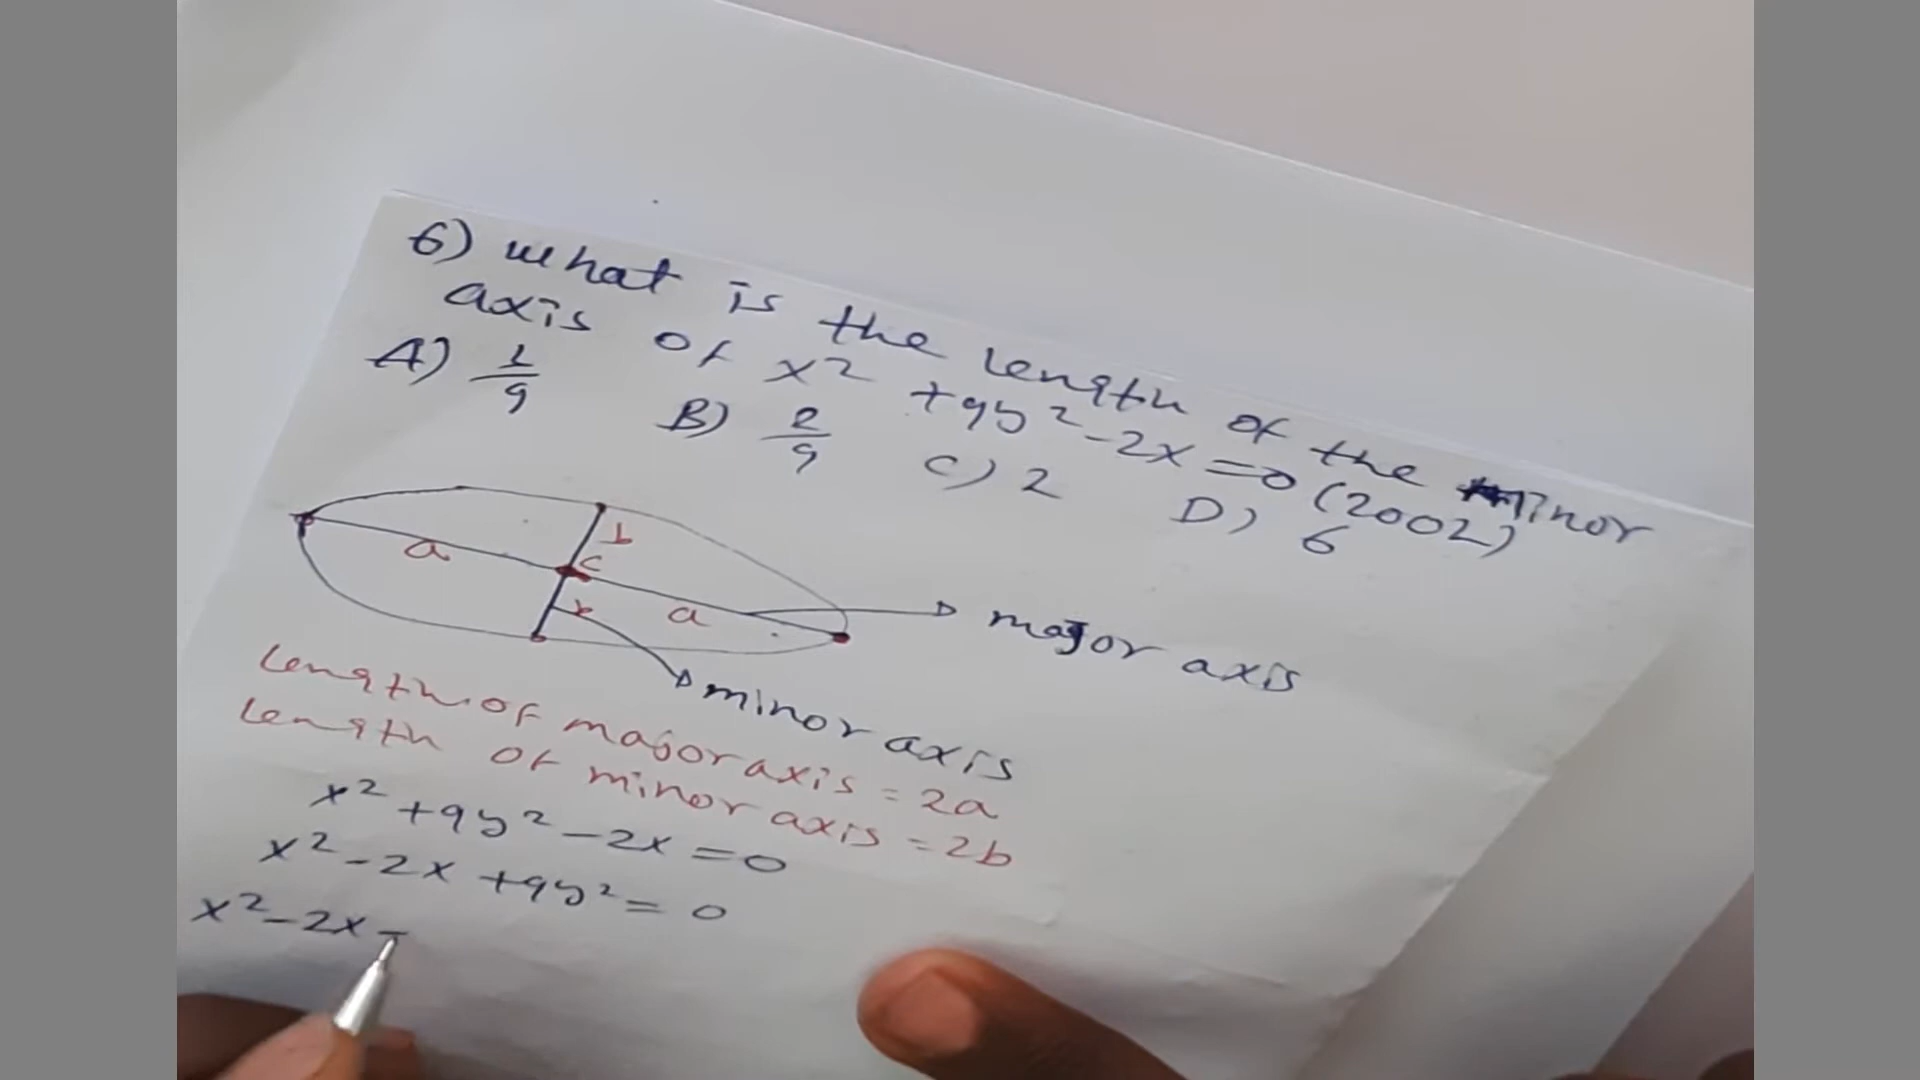 6) What is the length of the minor
axis of x² + 9y² - 2x = 0 (2002)
A) 1/9 B) 2/9 C) 2 D) 6
b
a
C
a
major axis
minor axis
Length of major axis = 2a
Length of minor axis = 2b
x² + 9y² - 2x = 0
x² - 2x + 9y² = 0
x² - 2x